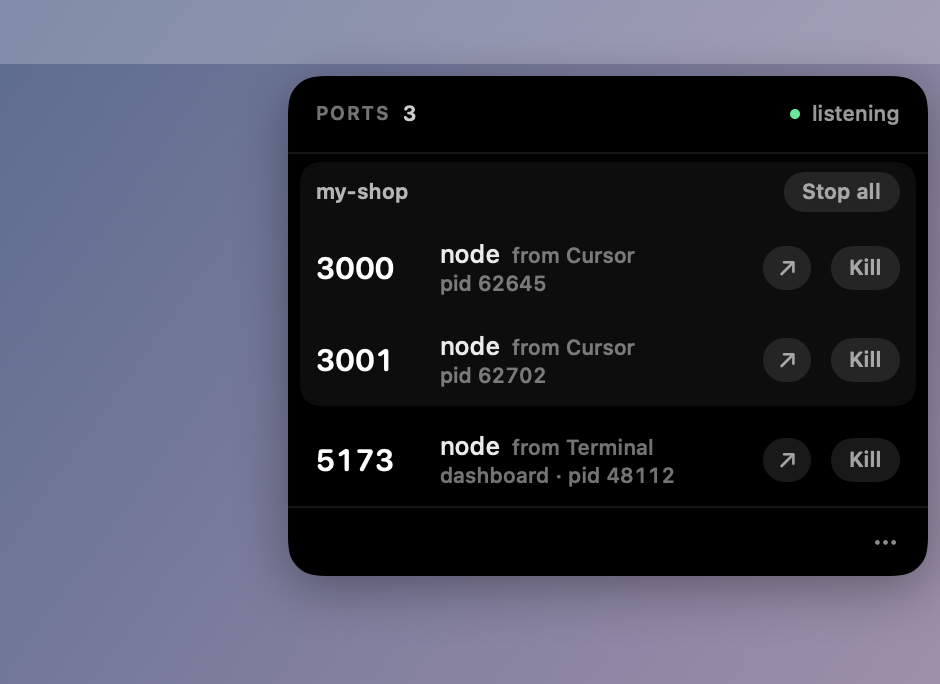 PORTS 3 listening
my-shop Stop all
3000 node from Cursor Kill
pid 62645
3001 node from Cursor Kill
pid 62702
5173 node from Terminal Kill
dashboard · pid 48112